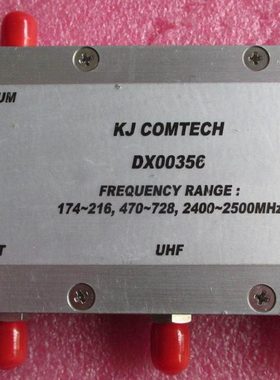 UM
KJ COMTECH
DX00356
FREQUENCY RANGE :
174~216, 470~728, 2400~2500MHz
T
UHF